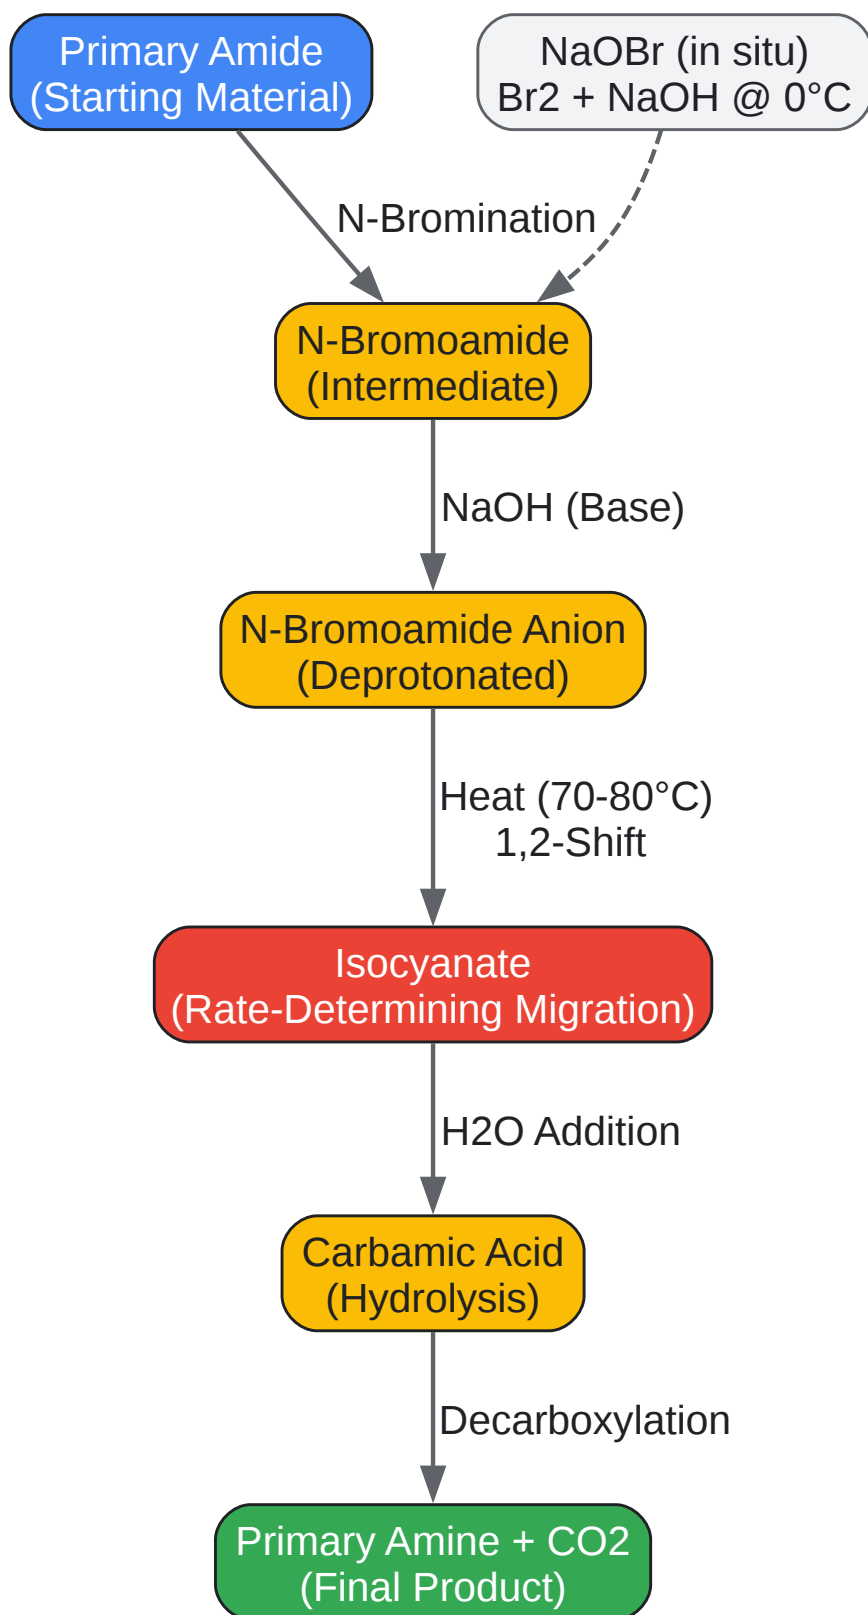 Primary Amide
(Starting Material)
NaOBr (in situ)
Br2 + NaOH @ 0°C
N-Bromination
N-Bromoamide
(Intermediate)
NaOH (Base)
N-Bromoamide Anion
(Deprotonated)
Heat (70-80°C)
1,2-Shift
Isocyanate
(Rate-Determining Migration)
H2O Addition
Carbamic Acid
(Hydrolysis)
Decarboxylation
Primary Amine + CO2
(Final Product)